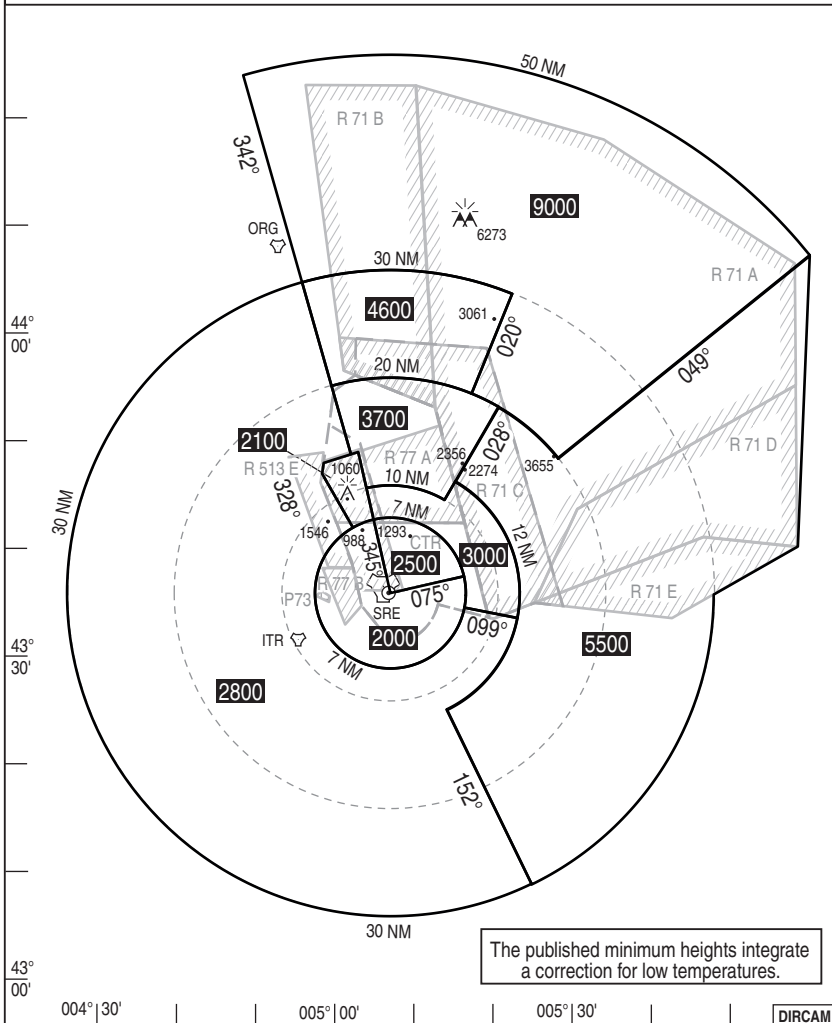 50 NM
R 71 B
342°
9000
ORG
6273
30 NM
R 71 A
4600
3061
020°
44°
00'
20 NM
049°
3700
2100
028°
R 513 E
1060
R 77 A
2356
2274
3655
R 71 D
10 NM
R 71 C
328°
30 NM
7 NM
12 NM
1546
988
1293
CTR
345°
2500
3000
R 77 B
075°
R 71 E
P73
SRE
099°
ITR
2000
5500
43°
30'
7 NM
2800
152°
30 NM
The published minimum heights integrate
a correction for low temperatures.
43°
00'
004° 30'
005° 00'
005° 30'
DIRCAM